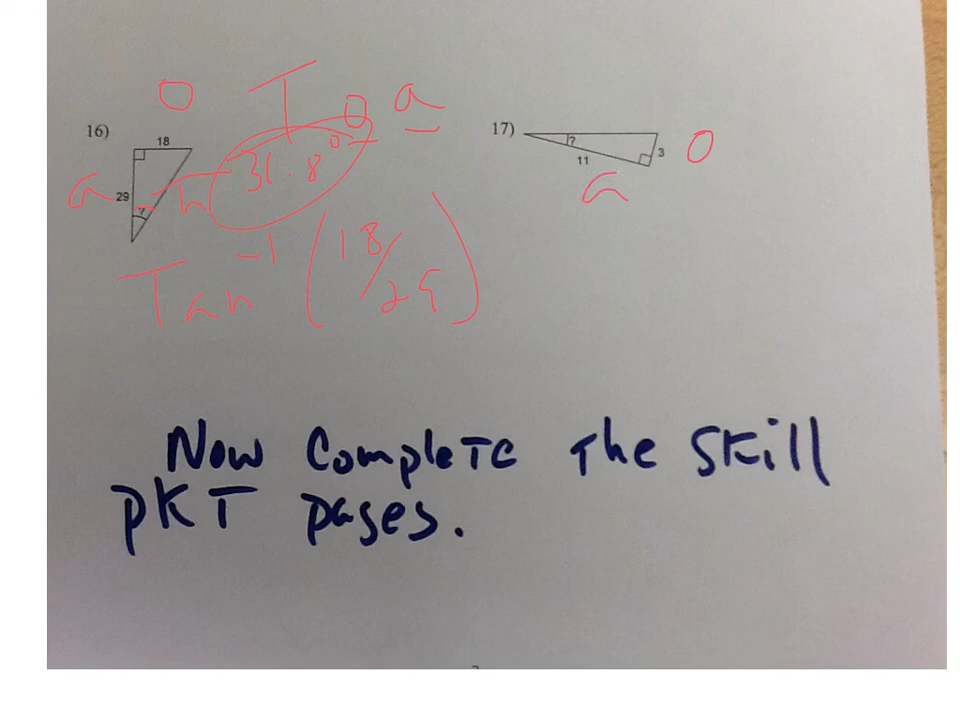 O T O a
16)
18
31.8°
a 29 h
?
Tan⁻¹ (18/29)
17)
?
11
3 O
a
Now Complete The Skill
PKT pages.